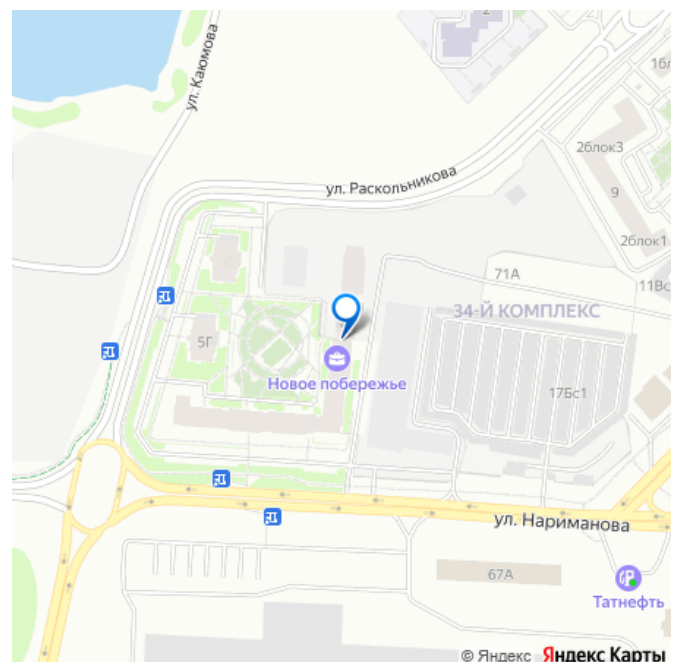 2
ул. Каюмова
16л
2блок3
ул. Раскольникова
9
2блок1
71А
11Вс
34-Й КОМПЛЕКС
5Г
Новое побережье
17Бс1
ул. Нариманова
67А
Татнефть
© Яндекс Яндекс Карты